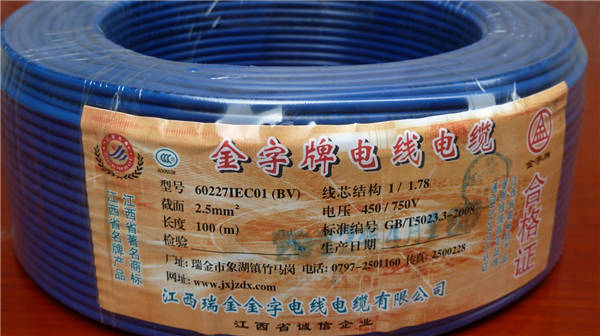 金字牌电线电缆
金字牌
型号 60227IEC01 (BV) 线芯结构 1 / 1.78
截面 2.5mm² 电压 450 / 750V
长度 100 (m) 标准编号 GB/T5023.3-2008
检验 生产日期
厂址: 瑞金市象湖镇竹马岗 电话: 0797-2501160 传真: 2500228
网址: www.jxjzdx.com
江西瑞金金字电线电缆有限公司
江西省诚信企业
江西省著名商标
江西省名牌产品
合格证